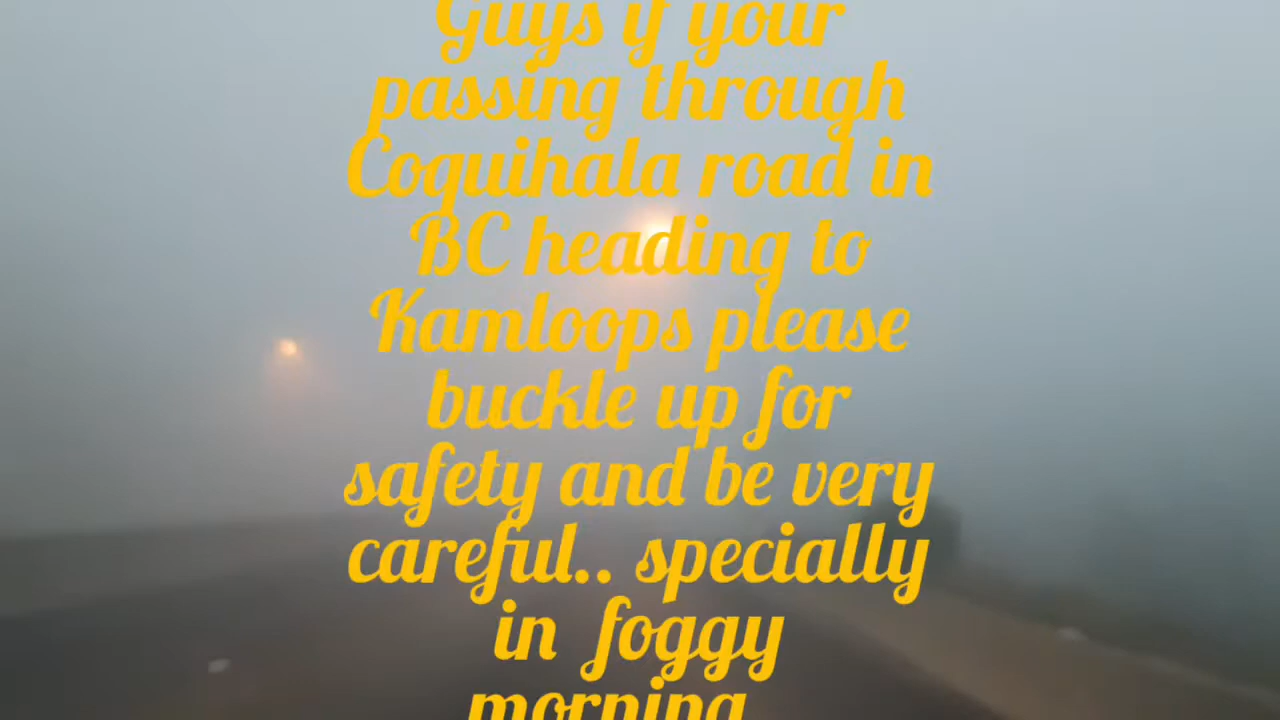 Guys if your
passing through
Coquihala road in
BC heading to
Kamloops please
buckle up for
safety and be very
careful.. specially
in foggy
morning